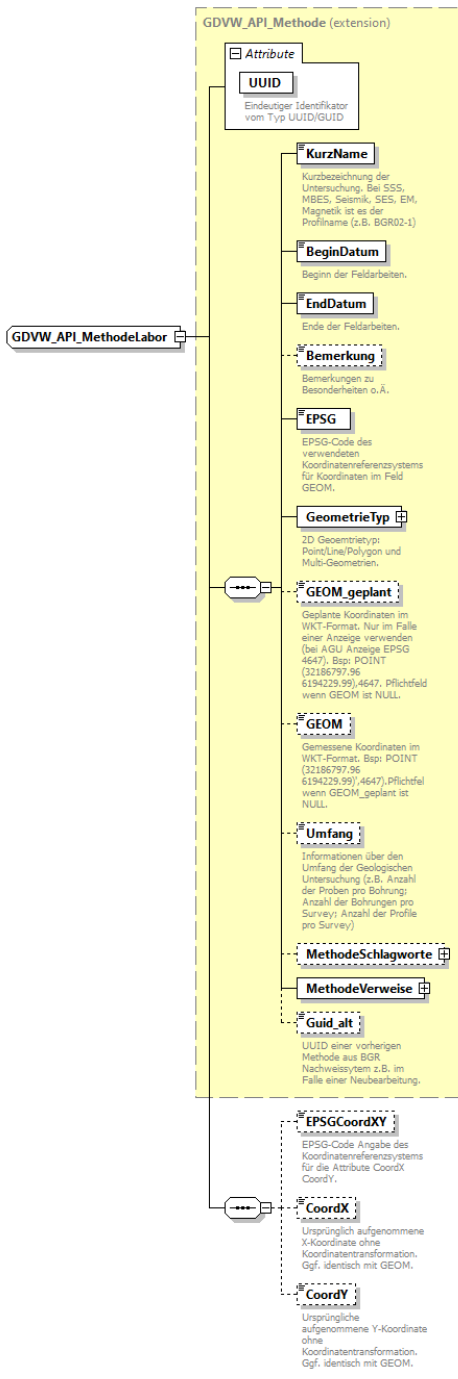 GDVW_API_Methode (extension)
Attribute
UUID
Eindeutiger Identifikator
vom Typ UUID/GUID
KurzName
Kurzbezeichnung der
Untersuchung. Bei SSS,
MBES, Seismik, SES, EM,
Magnetik ist es der
Profilname (z.B. BGR02-1)
BeginDatum
Beginn der Feldarbeiten.
EndDatum
Ende der Feldarbeiten.
GDVW_API_MethodeLabor
Bemerkung
Bemerkungen zu
Besonderheiten o.Ä.
EPSG
EPSG-Code des
verwendeten
Koordinatenreferenzsystems
für Koordinaten im Feld
GEOM.
GeometrieTyp
2D Geoemtrietyp:
Point/Line/Polygon und
Multi-Geometrien.
GEOM_geplant
Geplante Koordinaten im
WKT-Format. Nur im Falle
einer Anzeige verwenden
(bei AGU Anzeige EPSG
4647). Bsp: POINT
(32186797.96
6194229.99),4647. Pflichtfeld
wenn GEOM ist NULL.
GEOM
Gemessene Koordinaten im
WKT-Format. Bsp: POINT
(32186797.96
6194229.99)',4647).Pflichtfel
wenn GEOM_geplant ist
NULL.
Umfang
Informationen über den
Umfang der Geologischen
Untersuchung (z.B. Anzahl
der Proben pro Bohrung;
Anzahl der Bohrungen pro
Survey; Anzahl der Profile
pro Survey)
MethodeSchlagworte
MethodeVerweise
Guid_alt
UUID einer vorherigen
Methode aus BGR
Nachweissytem z.B. im
Falle einer Neubearbeitung.
EPSGCoordXY
EPSG-Code Angabe des
Koordinatenreferenzsystems
für die Attribute CoordX
CoordY.
CoordX
Ursprünglich aufgenommene
X-Koordinate ohne
Koordinatentransformation.
Ggf. identisch mit GEOM.
CoordY
Ursprüngliche
aufgenommene Y-Koordinate
ohne
Koordinatentransformation.
Ggf. identisch mit GEOM.